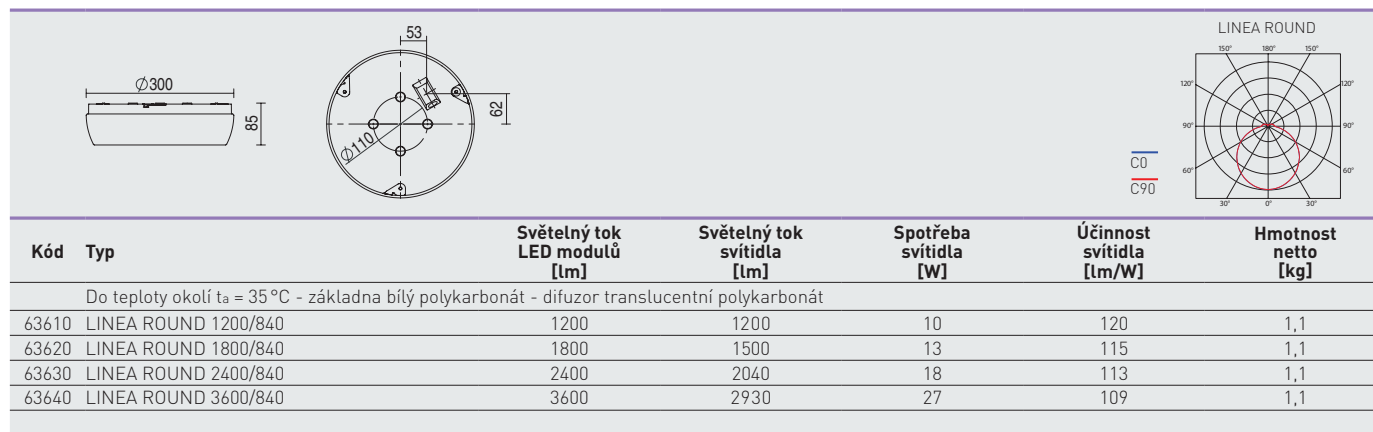 53
Ø300
85
62
Ø110
LINEA ROUND
150° 180° 150°
120° 120°
90° 90°
60° 60°
30° 0° 30°
C0
C90
Kód Typ Světelný tok LED modulů [lm] Světelný tok svítidla [lm] Spotřeba svítidla [W] Účinnost svítidla [lm/W] Hmotnost netto [kg]
Do teploty okolí ta = 35°C - základna bílý polykarbonát - difuzor translucentní polykarbonát
63610 LINEA ROUND 1200/840 1200 1200 10 120 1,1
63620 LINEA ROUND 1800/840 1800 1500 13 115 1,1
63630 LINEA ROUND 2400/840 2400 2040 18 113 1,1
63640 LINEA ROUND 3600/840 3600 2930 27 109 1,1